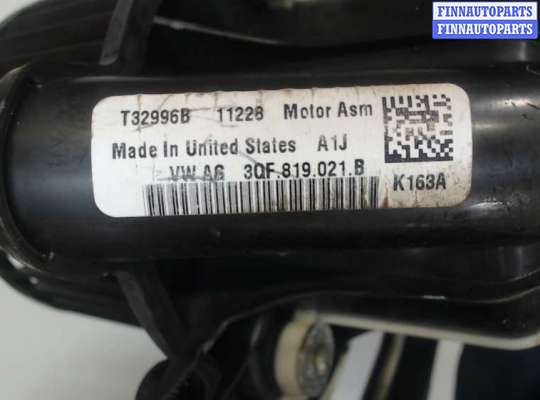 FINNAUTOPARTS
FINNAUTOPARTS
T32996B 11228 Motor Asm
Made In United States A1J
VW AG 3QF.819.021.B
K163A